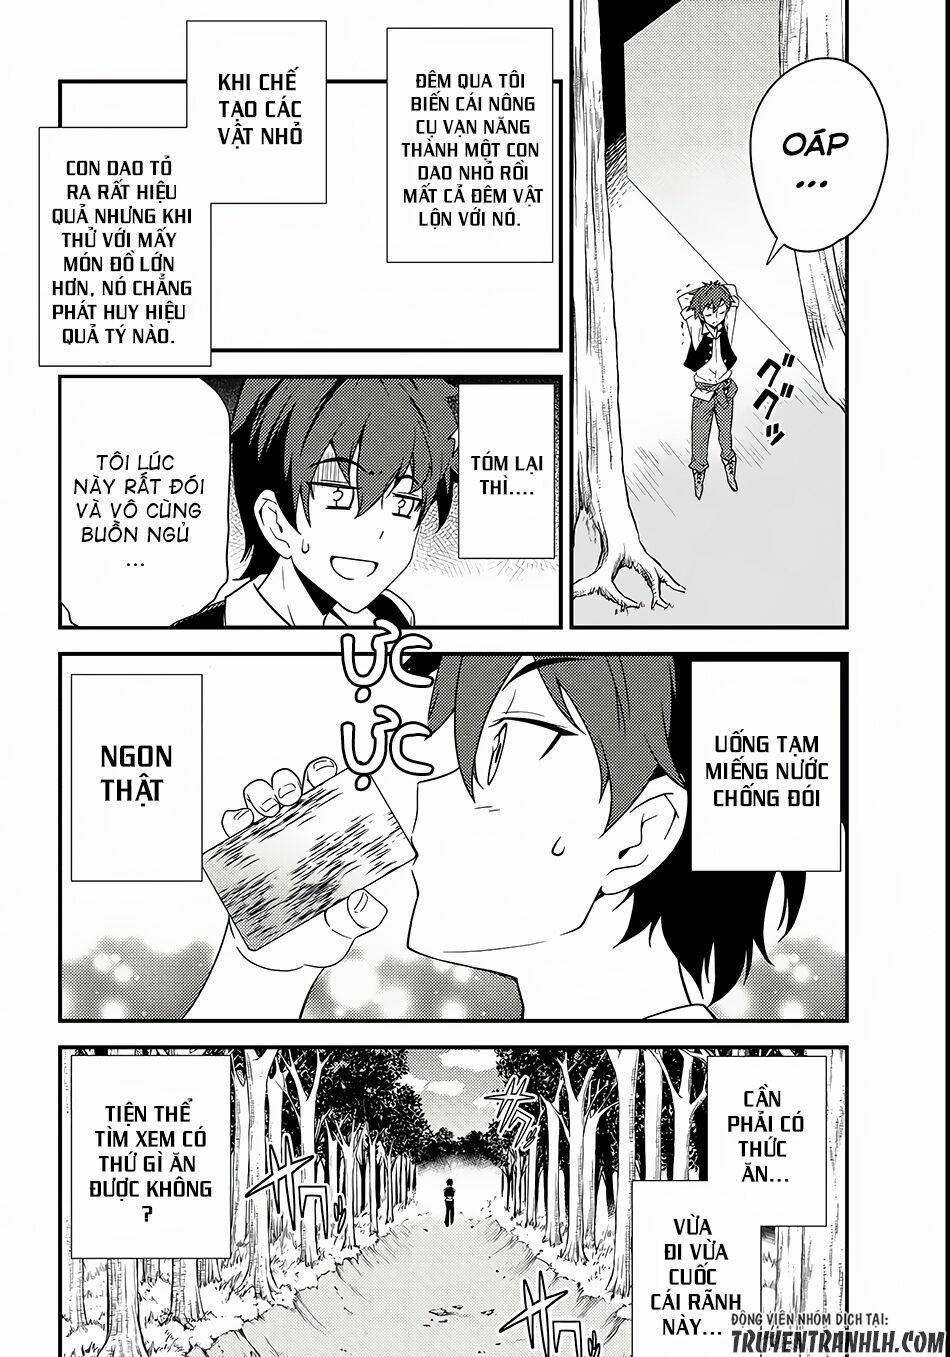 OÁP
...
ĐÊM QUA TÔI
BIẾN CÁI NÔNG
CỤ VẠN NĂNG
THÀNH MỘT CON
DAO NHỎ RỒI
MẤT CẢ ĐÊM VẬT
LỘN VỚI NÓ.
KHI CHẾ
TẠO CÁC
VẬT NHỎ
CON DAO TỎ
RA RẤT HIỆU
QUẢ NHƯNG KHI
THỬ VỚI MẤY
MÓN ĐỒ LỚN
HƠN, NÓ CHẲNG
PHÁT HUY HIỆU
QUẢ TÝ NÀO.
グググ
TÓM LẠI
THÌ....
TÔI LÚC
NÀY RẤT ĐÓI
VÀ VÔ CÙNG
BUỒN NGỦ
...
UỐNG TẠM
MIẾNG NƯỚC
CHỐNG ĐÓI
ỰC
ỰC
NGON
THẬT
CẦN
PHẢI CÓ
THỨC
ĂN...
VỪA
ĐI VỪA
CUỐC
CÁI RÃNH
NÀY...
TIỆN THỂ
TÌM XEM CÓ
THỨ GÌ ĂN
ĐƯỢC KHÔNG
?
ĐỘNG VIÊN NHÓM DỊCH TẠI:
TRUYENTRANHLH.COM